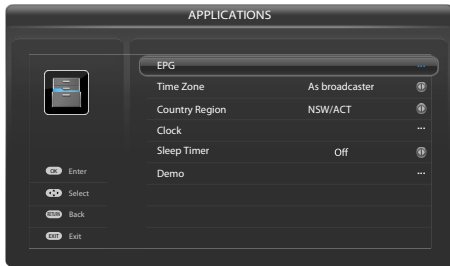 APPLICATIONS
EPG ...
Time Zone As broadcaster
Country Region NSW/ACT
Clock ...
Sleep Timer Off
Demo ...
OK Enter
Select
RETURN Back
EXIT Exit